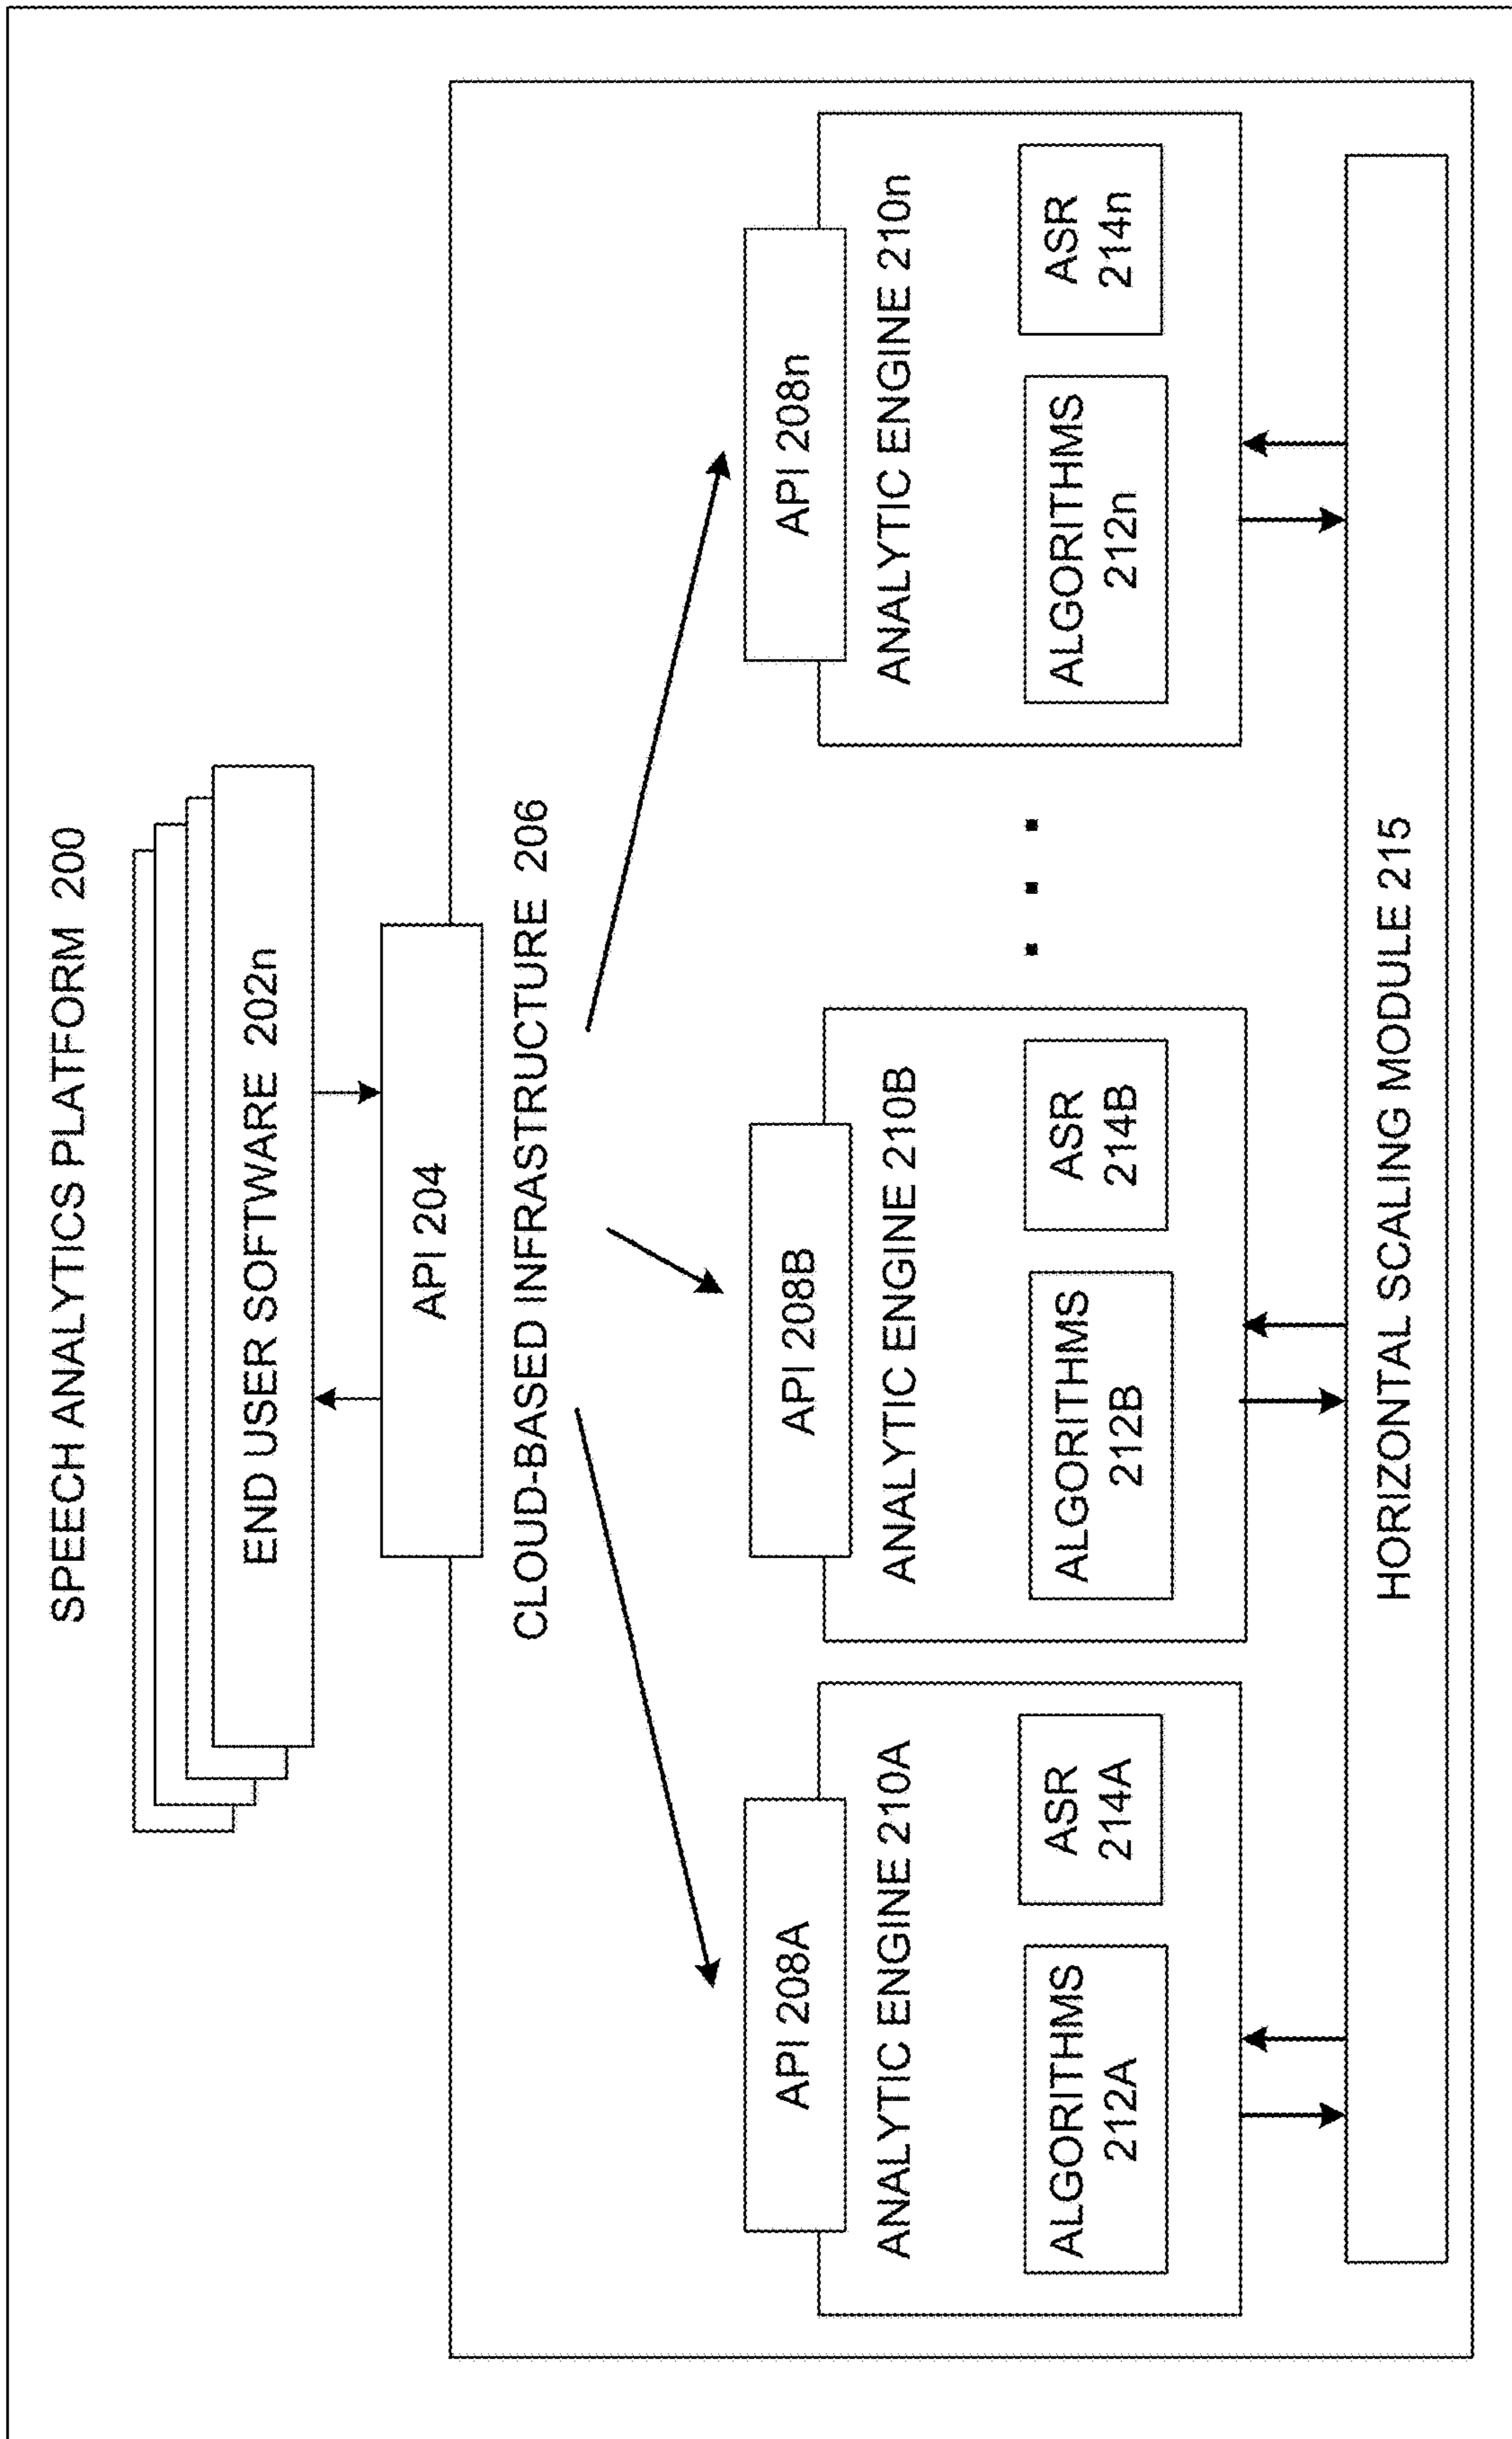 SPEECH ANALYTICS PLATFORM 200
END USER SOFTWARE 202n
API 204
CLOUD-BASED INFRASTRUCTURE 206
API 208A
ANALYTIC ENGINE 210A
ALGORITHMS
212A
ASR
214A
API 208B
ANALYTIC ENGINE 210B
ALGORITHMS
212B
ASR
214B
API 208n
ANALYTIC ENGINE 210n
ALGORITHMS
212n
ASR
214n
HORIZONTAL SCALING MODULE 215